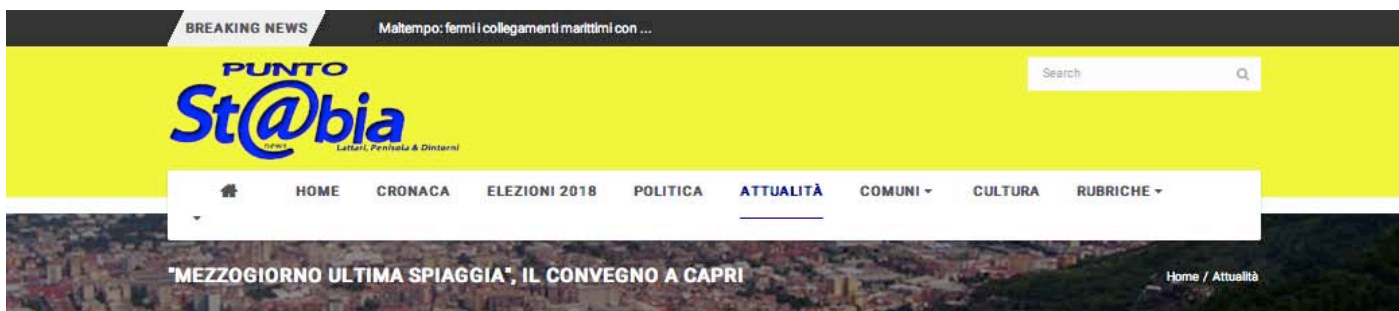 BREAKING NEWS
Maltempo: fermi i collegamenti marittimi con ...
PUNTO
St@bia
news
Lattari, Penisola & Dintorni
Search
HOME CRONACA ELEZIONI 2018 POLITICA ATTUALITÀ COMUNI CULTURA RUBRICHE
"MEZZOGIORNO ULTIMA SPIAGGIA", IL CONVEGNO A CAPRI
Home / Attualità